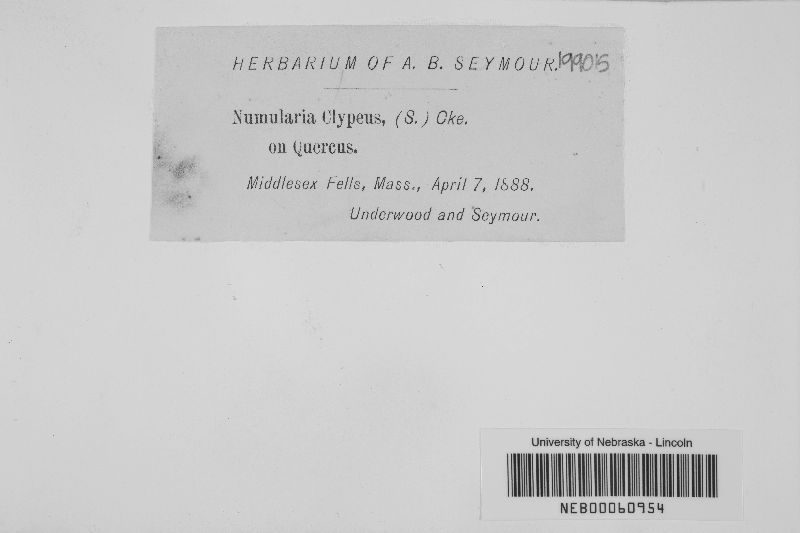 HERBARIUM OF A. B. SEYMOUR. 199015
Numularia Clypeus, (S.) Cke.
on Quercus.
Middlesex Fells, Mass., April 7, 1888.
Underwood and Seymour.
University of Nebraska - Lincoln
NEB00060954